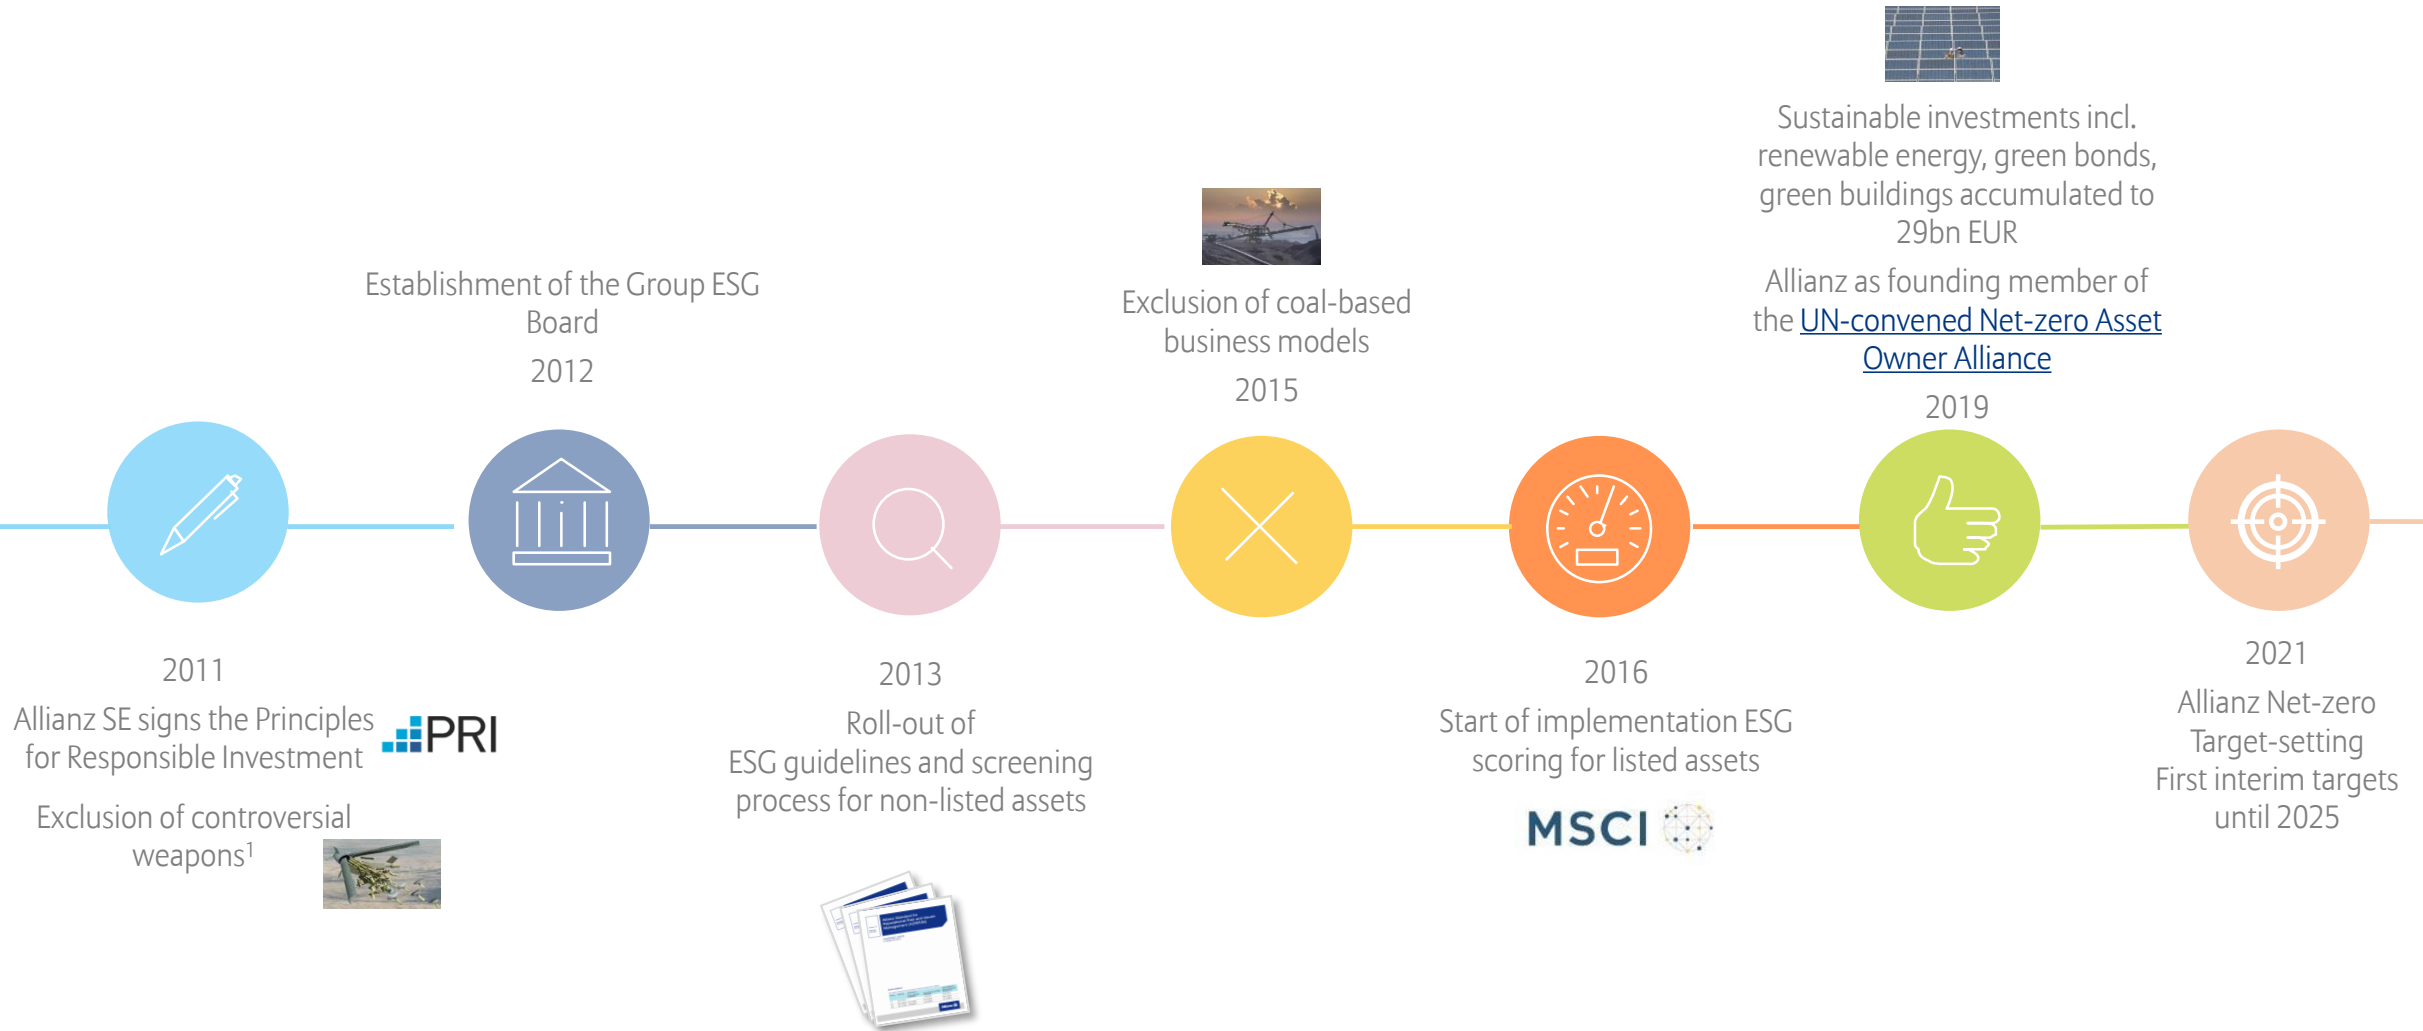 2011
Allianz SE signs the Principles
for Responsible Investment
PRI
Exclusion of controversial
weapons¹
Establishment of the Group ESG
Board
2012
2013
Roll-out of
ESG guidelines and screening
process for non-listed assets
Exclusion of coal-based
business models
2015
2016
Start of implementation ESG
scoring for listed assets
MSCI
Sustainable investments incl.
renewable energy, green bonds,
green buildings accumulated to
29bn EUR
Allianz as founding member of
the UN-convened Net-zero Asset
Owner Alliance
2019
2021
Allianz Net-zero
Target-setting
First interim targets
until 2025